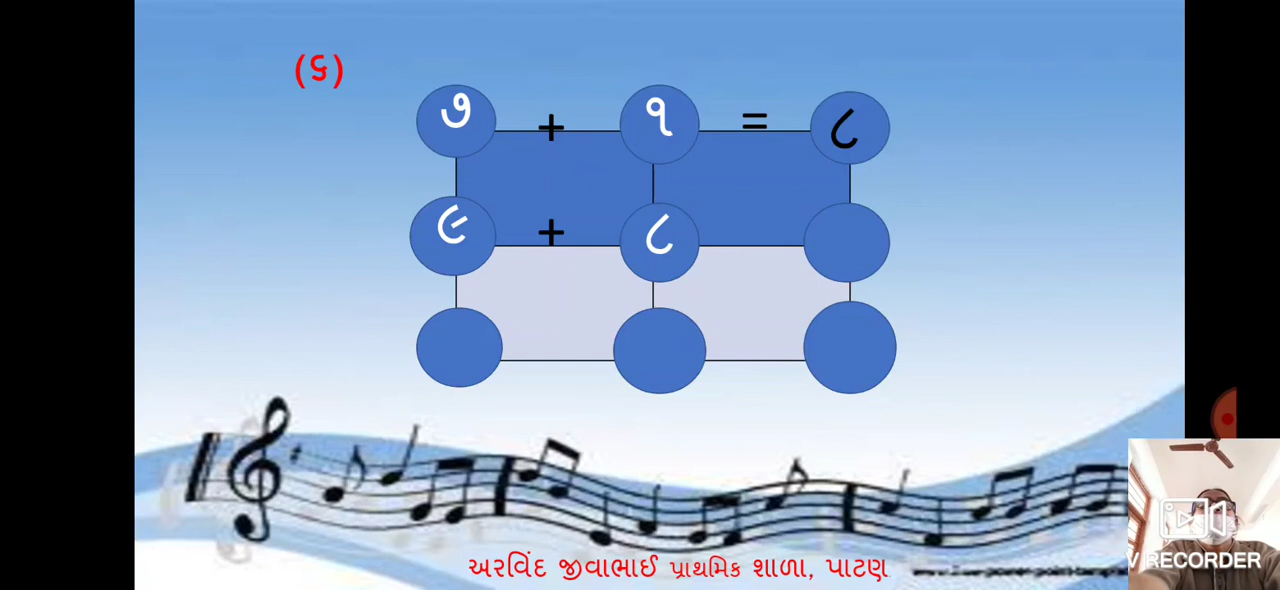 (૬)
૭ + ૧ = ૮
૯ + ૮
અરવિંદ જીવાભાઈ પ્રાથમિક શાળા, પાટણ
V RECORDER